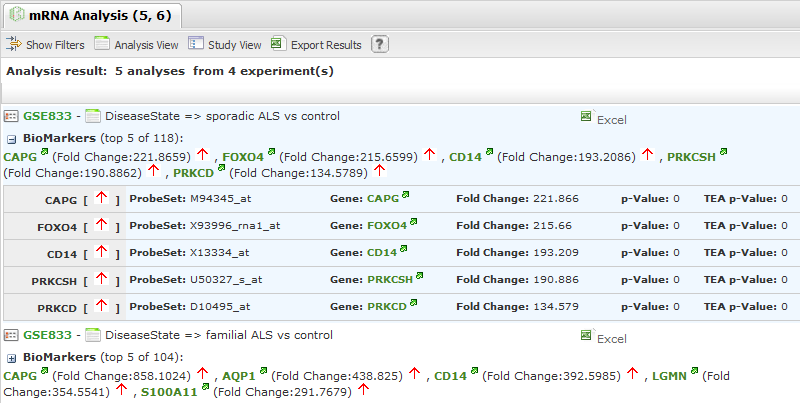 mRNA Analysis (5, 6)
Show Filters Analysis View Study View Export Results ?
Analysis result: 5 analyses from 4 experiment(s)
GSE833 - DiseaseState => sporadic ALS vs control Excel
BioMarkers (top 5 of 118):
CAPG (Fold Change:221.8659) , FOXO4 (Fold Change:215.6599) , CD14 (Fold Change:193.2086) , PRKCSH
(Fold Change:190.8862) , PRKCD (Fold Change:134.5789)
CAPG [ ] ProbeSet: M94345_at Gene: CAPG Fold Change: 221.866 p-Value: 0 TEA p-Value: 0
FOXO4 [ ] ProbeSet: X93996_rna1_at Gene: FOXO4 Fold Change: 215.66 p-Value: 0 TEA p-Value: 0
CD14 [ ] ProbeSet: X13334_at Gene: CD14 Fold Change: 193.209 p-Value: 0 TEA p-Value: 0
PRKCSH [ ] ProbeSet: U50327_s_at Gene: PRKCSH Fold Change: 190.886 p-Value: 0 TEA p-Value: 0
PRKCD [ ] ProbeSet: D10495_at Gene: PRKCD Fold Change: 134.579 p-Value: 0 TEA p-Value: 0
GSE833 - DiseaseState => familial ALS vs control Excel
BioMarkers (top 5 of 104):
CAPG (Fold Change:858.1024) , AQP1 (Fold Change:438.825) , CD14 (Fold Change:392.5985) , LGMN (Fold
Change:354.5541) , S100A11 (Fold Change:291.7679)